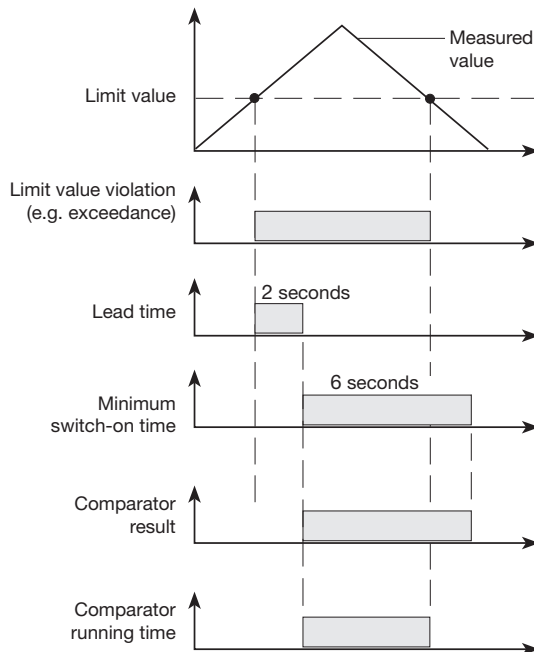 Measured
value
Limit value
Limit value violation
(e.g. exceedance)
2 seconds
Lead time
6 seconds
Minimum
switch-on time
Comparator
result
Comparator
running time